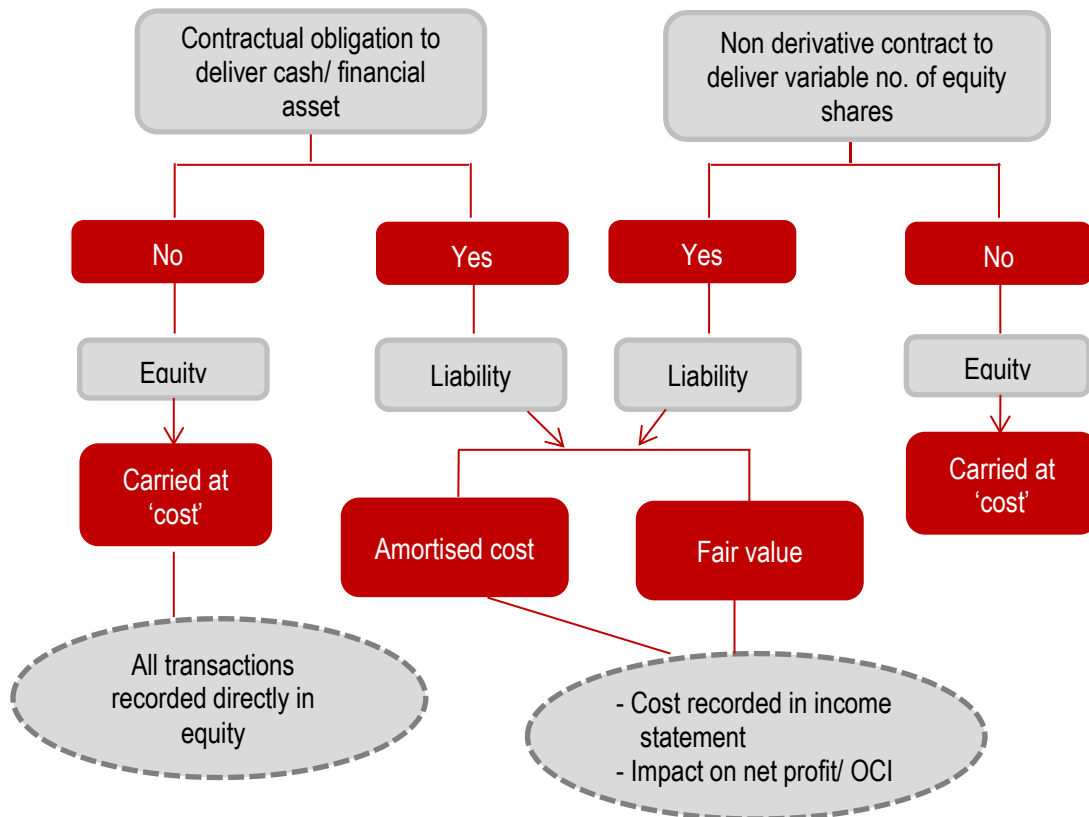 Contractual obligation to
deliver cash/ financial
asset
Non derivative contract to
deliver variable no. of equity
shares
No
Yes
Yes
No
Equity
Liability
Liability
Equity
Carried at
‘cost’
Carried at
‘cost’
Amortised cost
Fair value
All transactions
recorded directly in
equity
- Cost recorded in income
statement
- Impact on net profit/ OCI